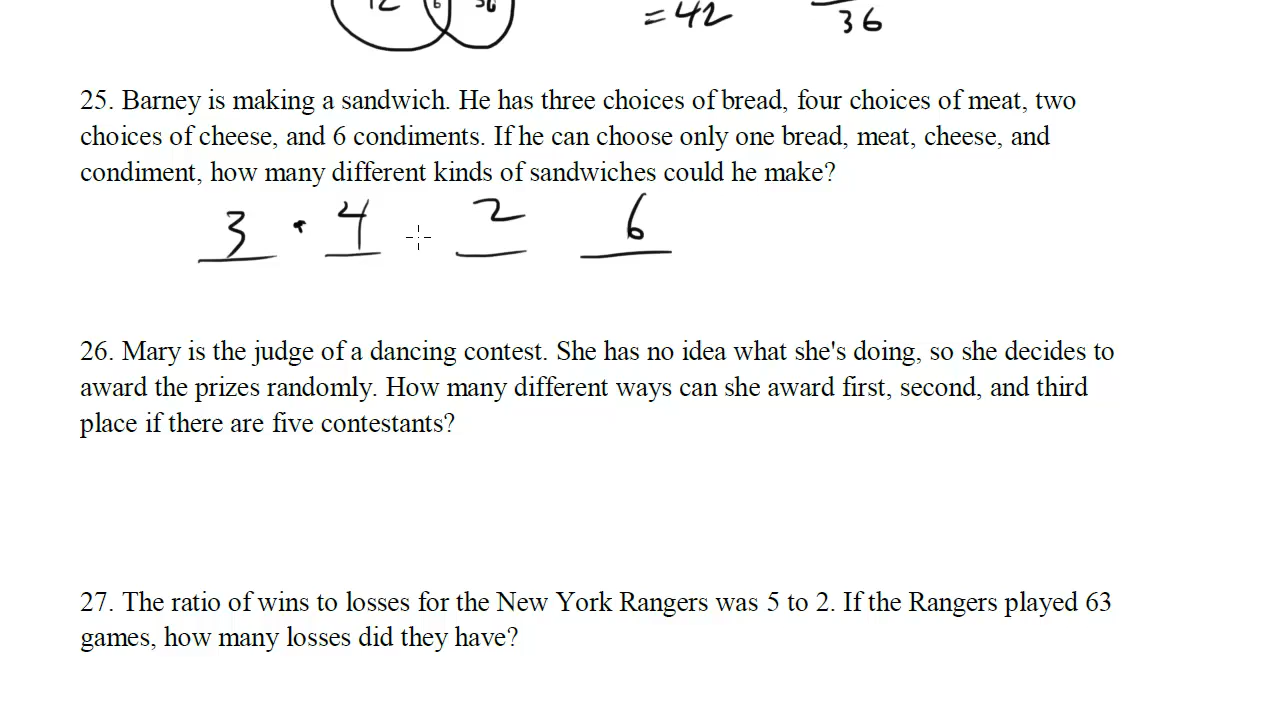 12 6 36 = 42 36
25. Barney is making a sandwich. He has three choices of bread, four choices of meat, two
choices of cheese, and 6 condiments. If he can choose only one bread, meat, cheese, and
condiment, how many different kinds of sandwiches could he make?
3 · 4 2 6
26. Mary is the judge of a dancing contest. She has no idea what she's doing, so she decides to
award the prizes randomly. How many different ways can she award first, second, and third
place if there are five contestants?
27. The ratio of wins to losses for the New York Rangers was 5 to 2. If the Rangers played 63
games, how many losses did they have?